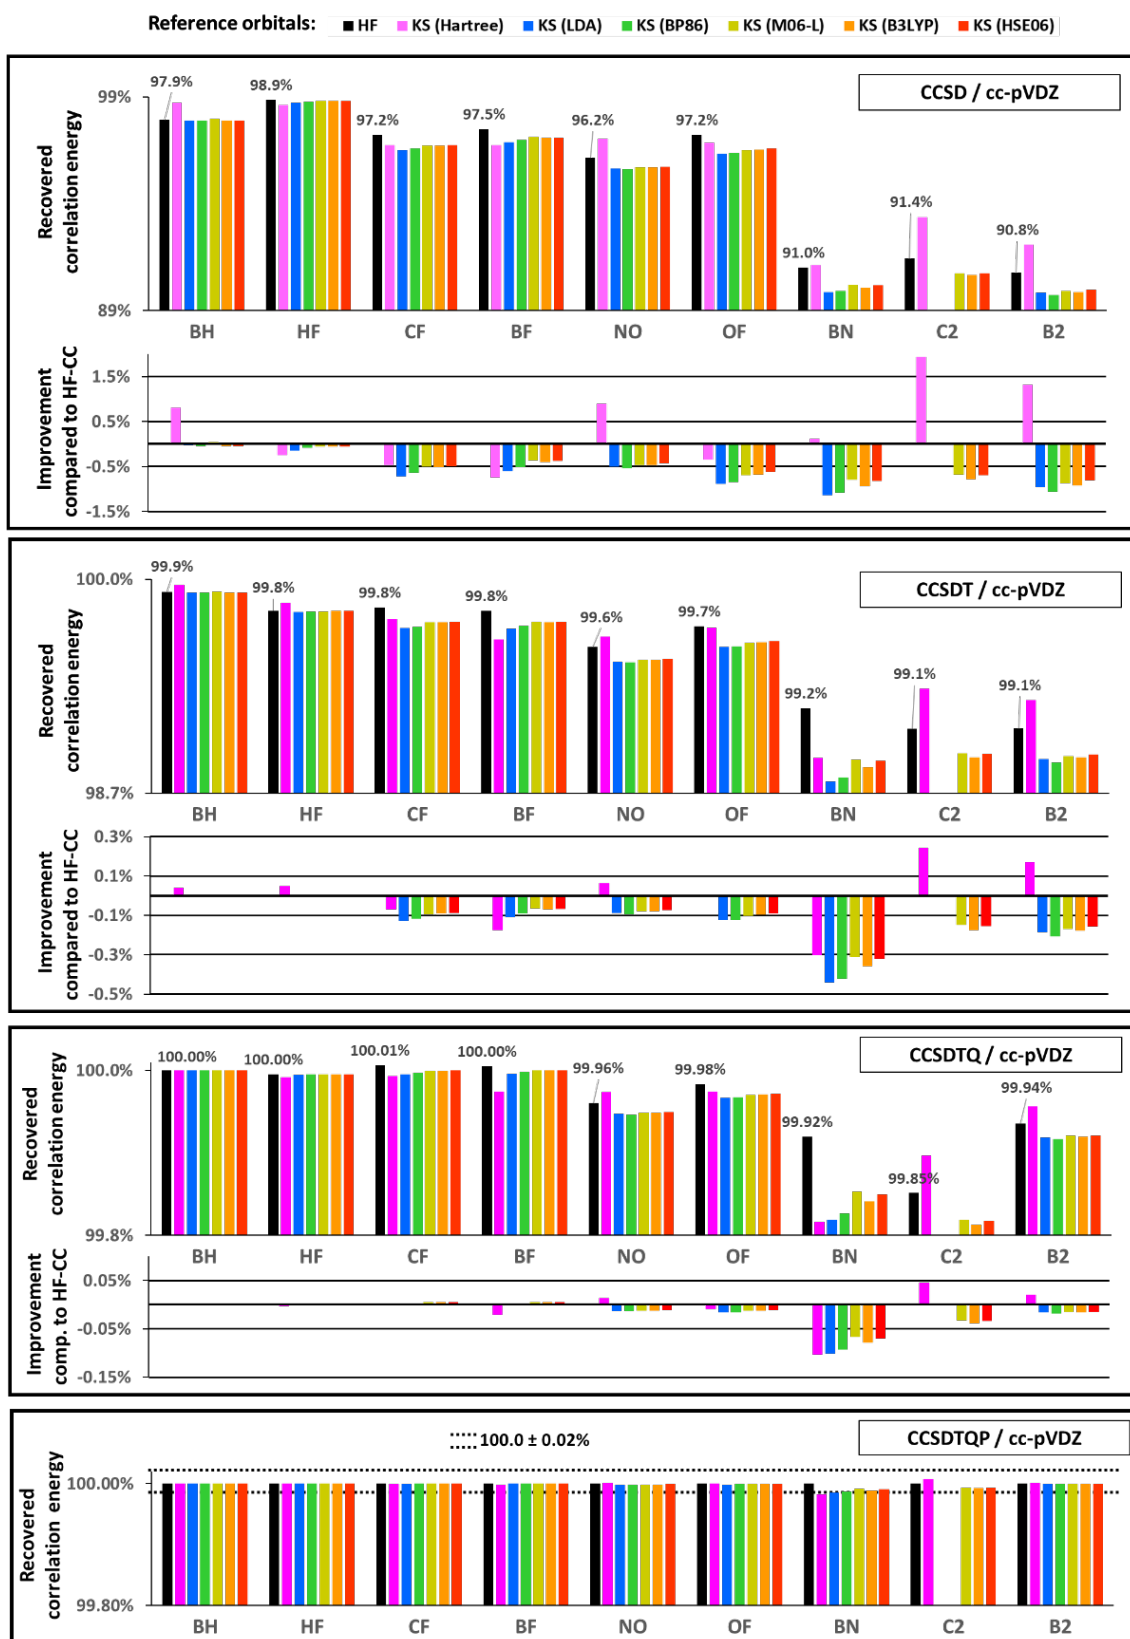 Reference orbitals: HF KS (Hartree) KS (LDA) KS (BP86) KS (M06-L) KS (B3LYP) KS (HSE06)
CCSD / cc-pVDZ
Recovered
correlation energy
99%
89%
97.9% 98.9% 97.2% 97.5% 96.2% 97.2% 91.0% 91.4% 90.8%
BH HF CF BF NO OF BN C2 B2
Improvement
compared to HF-CC
1.5%
0.5%
-0.5%
-1.5%
CCSDT / cc-pVDZ
Recovered
correlation energy
100.0%
98.7%
99.9% 99.8% 99.8% 99.8% 99.6% 99.7% 99.2% 99.1% 99.1%
BH HF CF BF NO OF BN C2 B2
Improvement
compared to HF-CC
0.3%
0.1%
-0.1%
-0.3%
-0.5%
CCSDTQ / cc-pVDZ
Recovered
correlation energy
100.0%
99.8%
100.00% 100.00% 100.01% 100.00% 99.96% 99.98% 99.92% 99.85% 99.94%
BH HF CF BF NO OF BN C2 B2
Improvement
comp. to HF-CC
0.05%
-0.05%
-0.15%
CCSDTQP / cc-pVDZ
100.0 ± 0.02%
Recovered
correlation energy
100.00%
99.80%
BH HF CF BF NO OF BN C2 B2